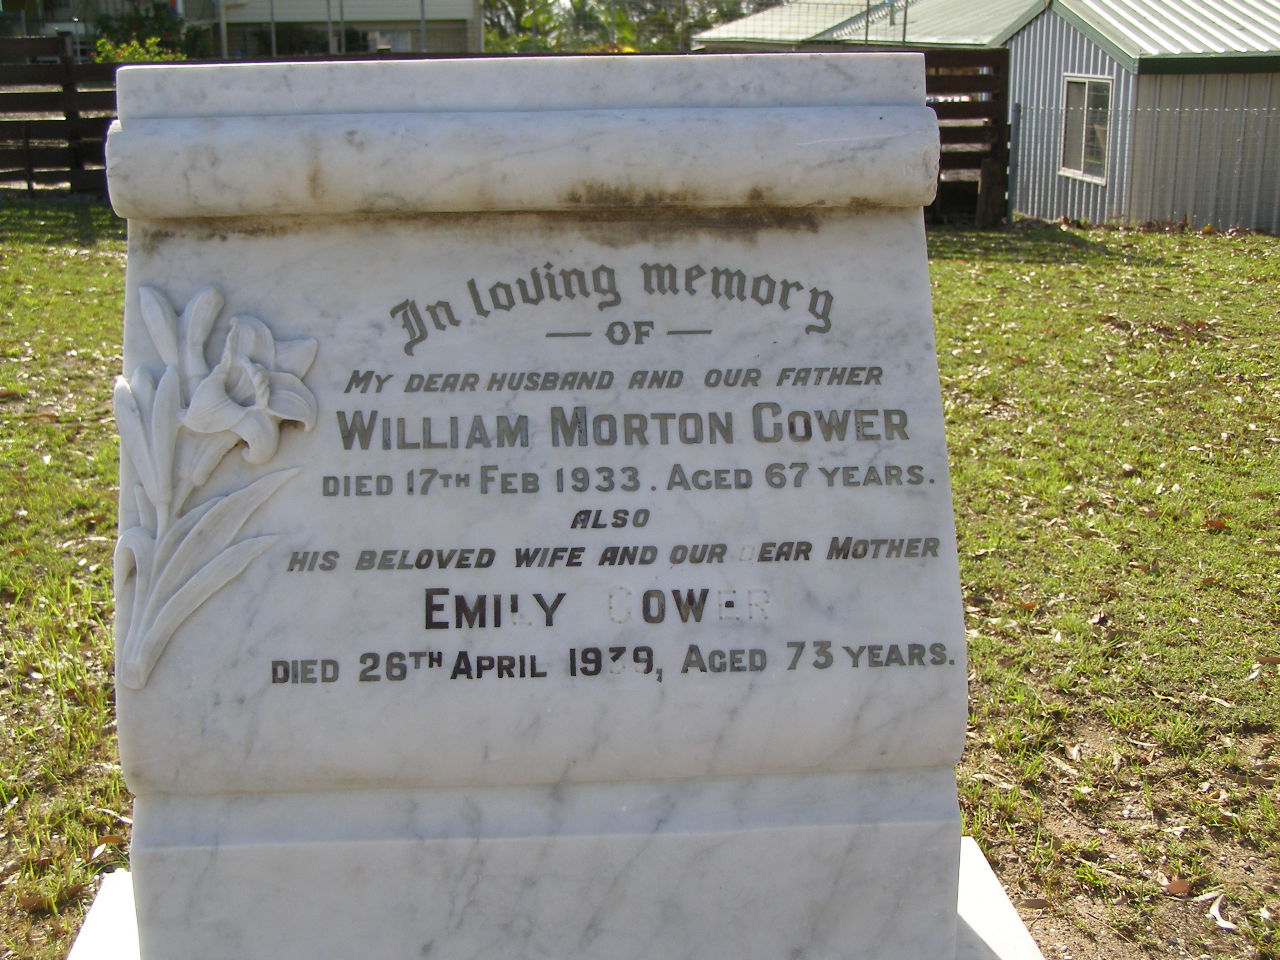 In loving memory
— OF —
MY DEAR HUSBAND AND OUR FATHER
WILLIAM MORTON COWER
DIED 17TH FEB 1933. AGED 67 YEARS.
ALSO
HIS BELOVED WIFE AND OUR DEAR MOTHER
EMILY COWER
DIED 26TH APRIL 1939, AGED 73 YEARS.